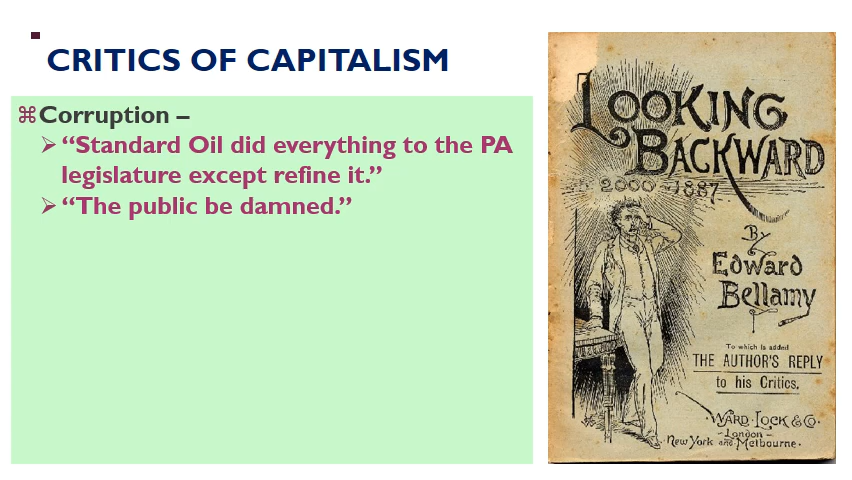 CRITICS OF CAPITALISM
⌘Corruption –
➢“Standard Oil did everything to the PA
legislature except refine it.”
➢“The public be damned.”
LOOKING
BACKWARD
2000 - 1887
By
Edward
Bellamy
To which is added
THE AUTHOR'S REPLY
to his Critics.
WARD · LOCK & Co.
- London -
New York and Melbourne.